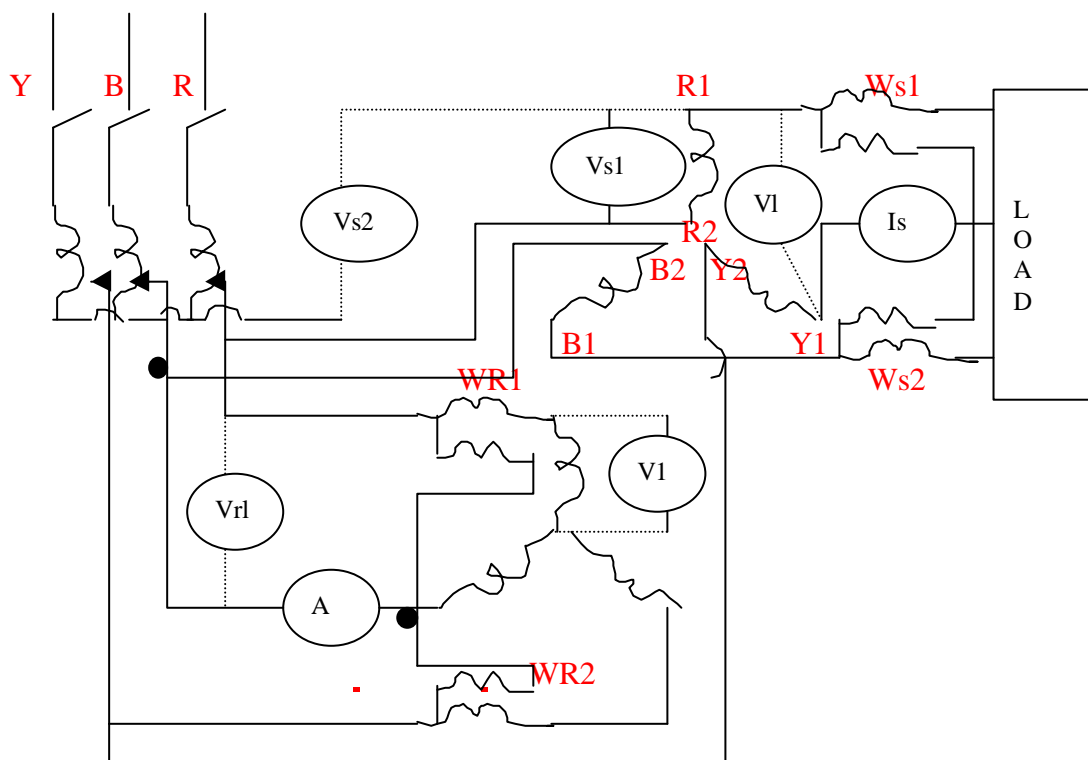 Y B R
R1 Ws1
Vs1
Vs2 Vl Is
R2
B2 Y2
L
O
A
D
B1 Y1
WR1 Ws2
V1
Vrl
A
WR2